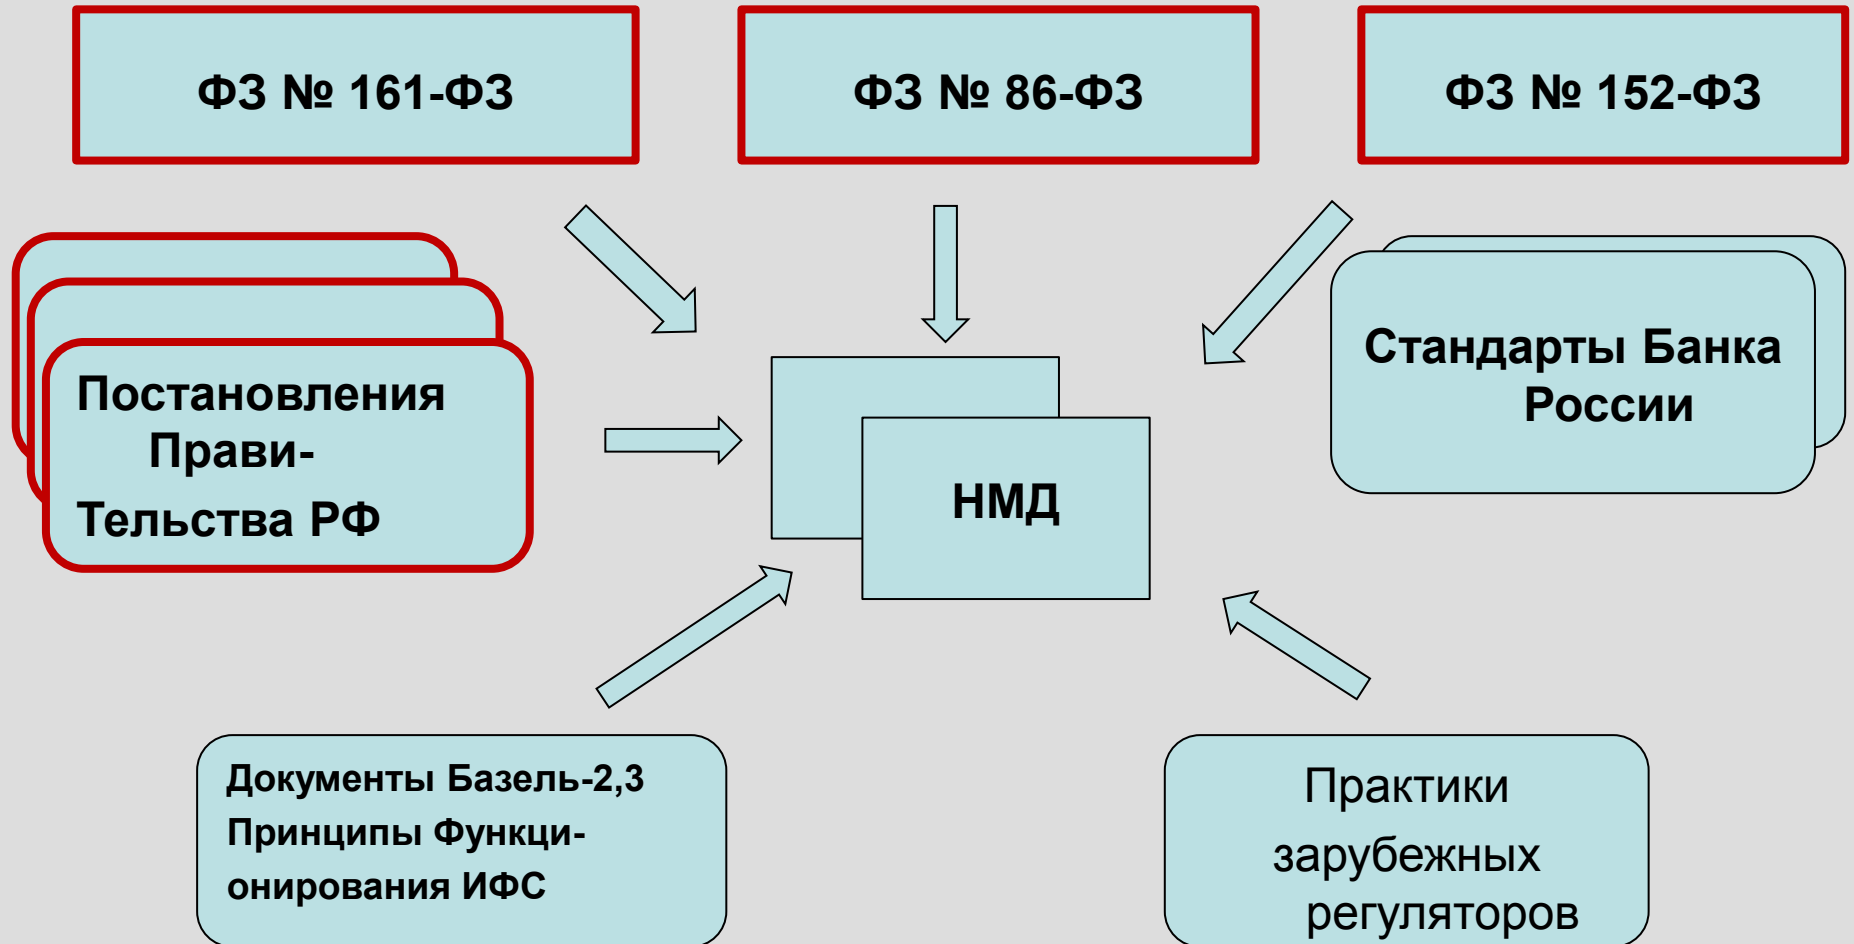 ФЗ № 161-ФЗ
ФЗ № 86-ФЗ
ФЗ № 152-ФЗ
Постановления
Прави-
Тельства РФ
Стандарты Банка
России
НМД
Документы Базель-2,3
Принципы Функци-
онирования ИФС
Практики
зарубежных
регуляторов